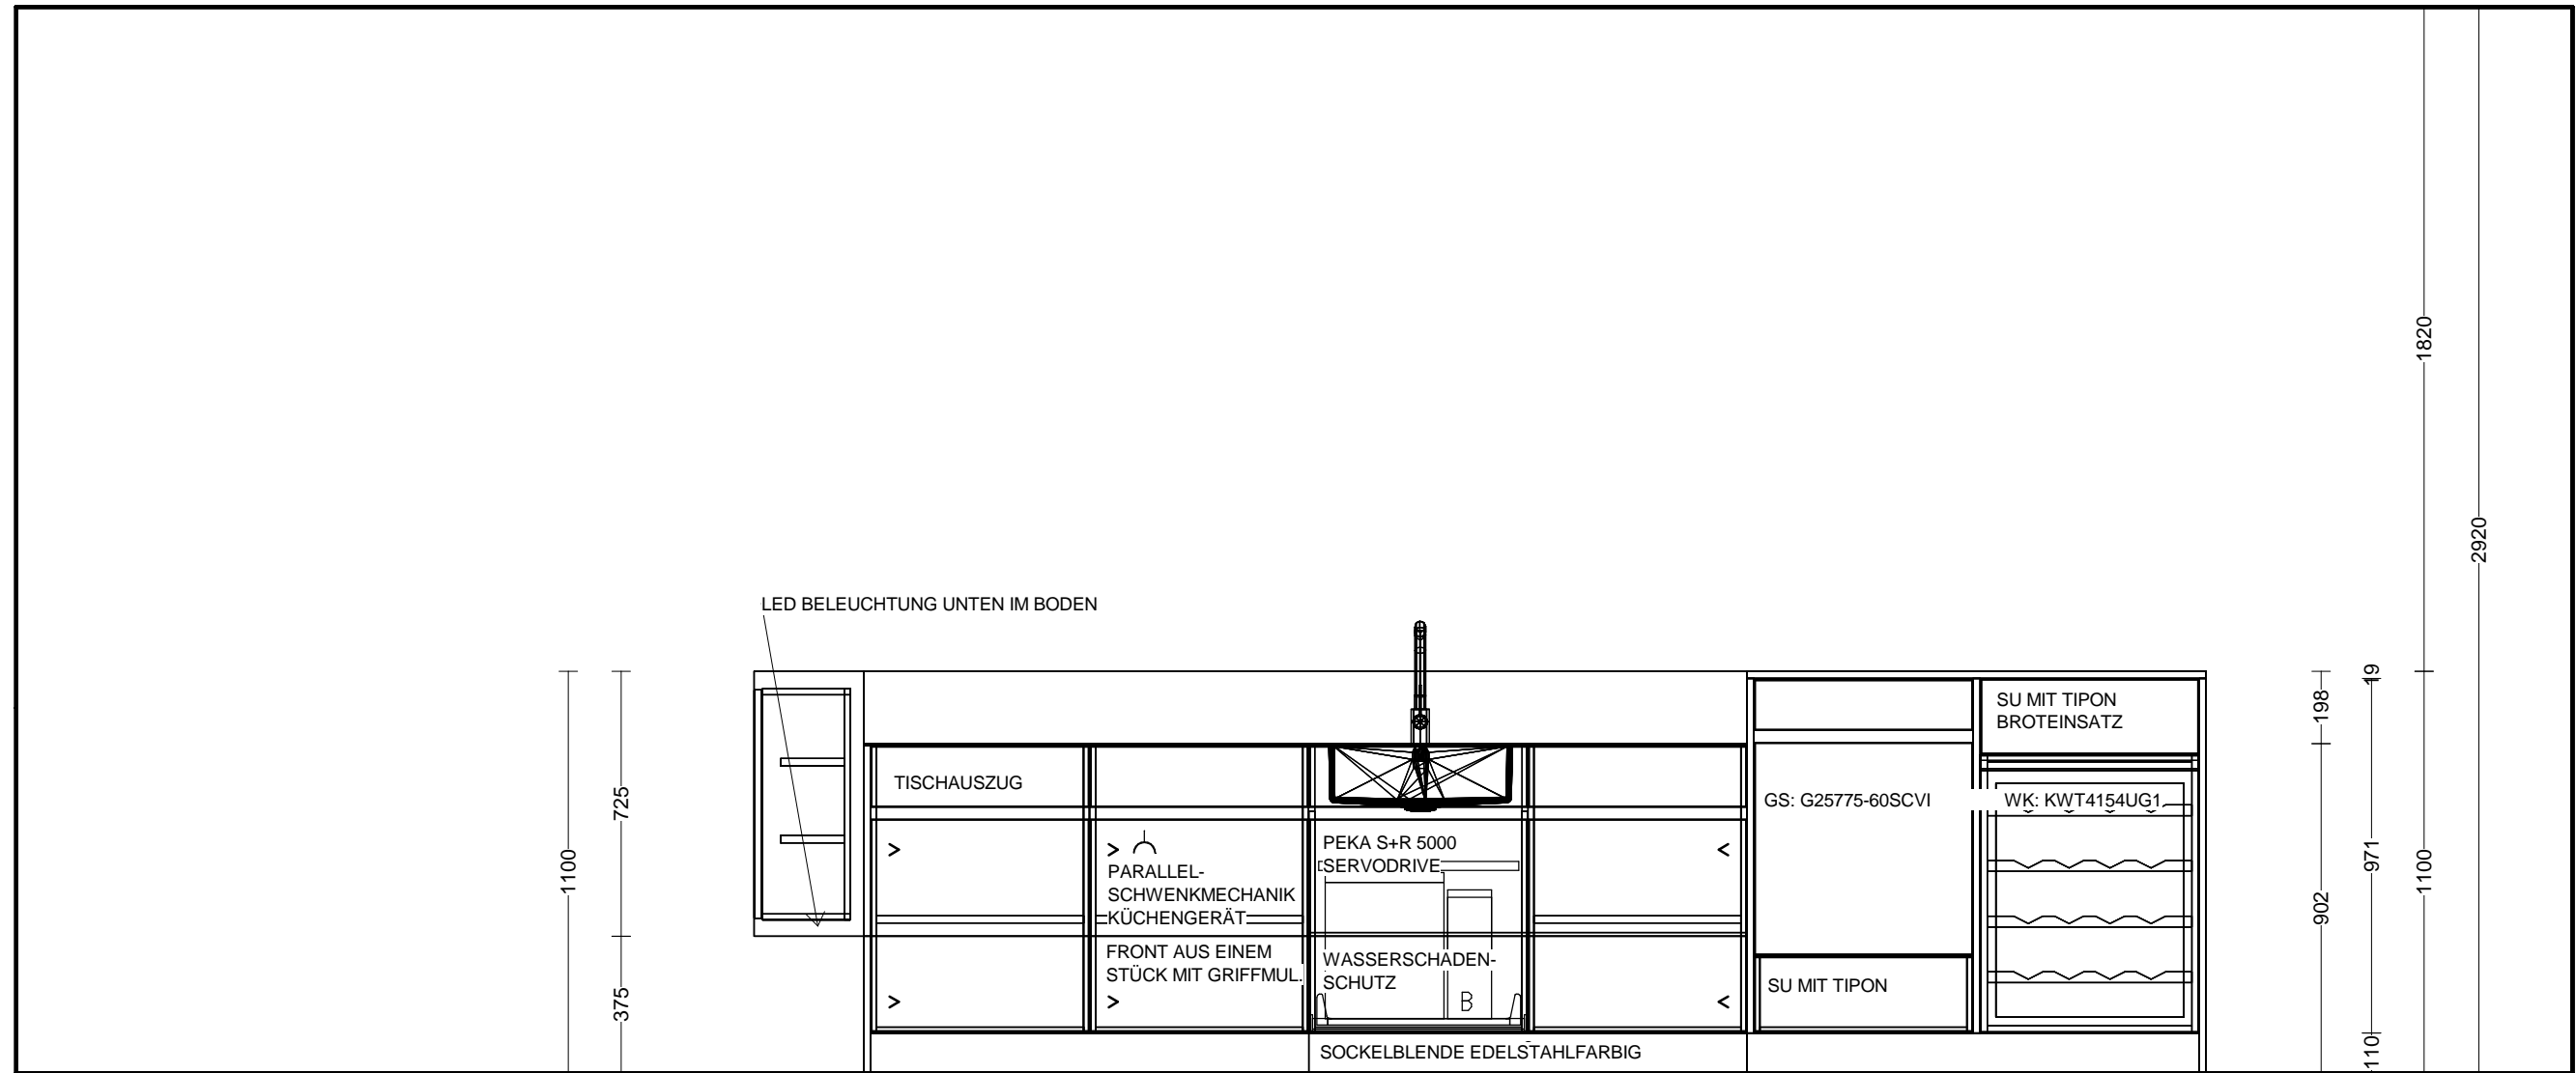 1820
2920
LED BELEUCHTUNG UNTEN IM BODEN
19
198
SU MIT TIPON
BROTEINSATZ
TISCHAUSZUG
725
GS: G25775-60SCVI
WK: KWT4154UG1
1100
PEKA S+R 5000
SERVODRIVE
PARALLEL-
SCHWENKMECHANIK
KÜCHENGERÄT
971
1100
902
FRONT AUS EINEM
STÜCK MIT GRIFFMUL.
WASSERSCHADEN-
SCHUTZ
B
SU MIT TIPON
375
SOCKELBLENDE EDELSTAHLFARBIG
110